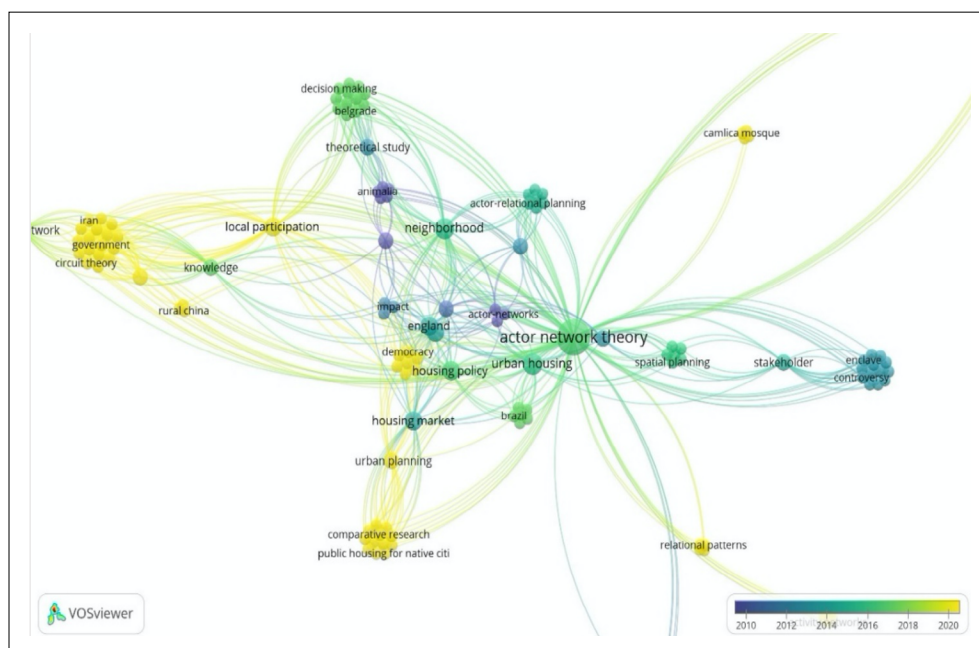 decision making
belgrade
camlica mosque
theoretical study
animalia
actor-relational planning
iran
local participation
neighborhood
twork
government
circuit theory
knowledge
rural china
impact
actor-networks
england
actor network theory
democracy
urban housing
spatial planning
stakeholder
enclave
housing policy
controversy
brazil
housing market
urban planning
comparative research
public housing for native citi
relational patterns
VOSviewer
2010 2012 2014 2016 2018 2020